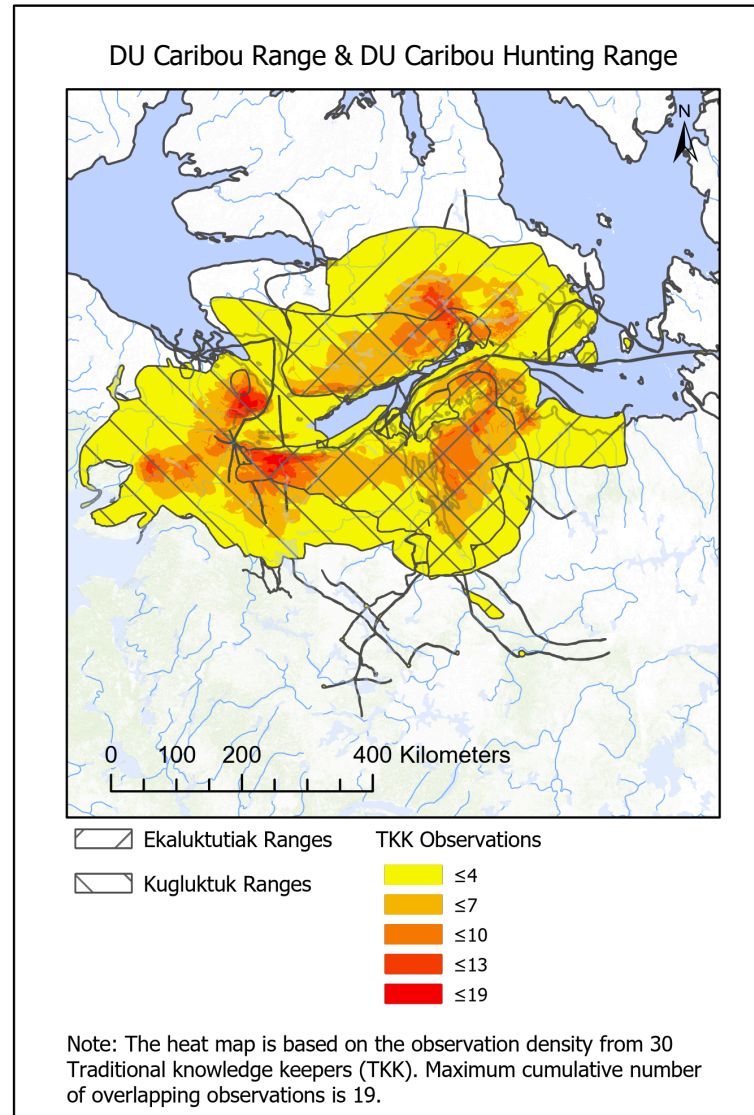 DU Caribou Range & DU Caribou Hunting Range
N
0 100 200 400 Kilometers
Ekaluktutiak Ranges
Kugluktuk Ranges
TKK Observations
≤4
≤7
≤10
≤13
≤19
Note: The heat map is based on the observation density from 30
Traditional knowledge keepers (TKK). Maximum cumulative number
of overlapping observations is 19.